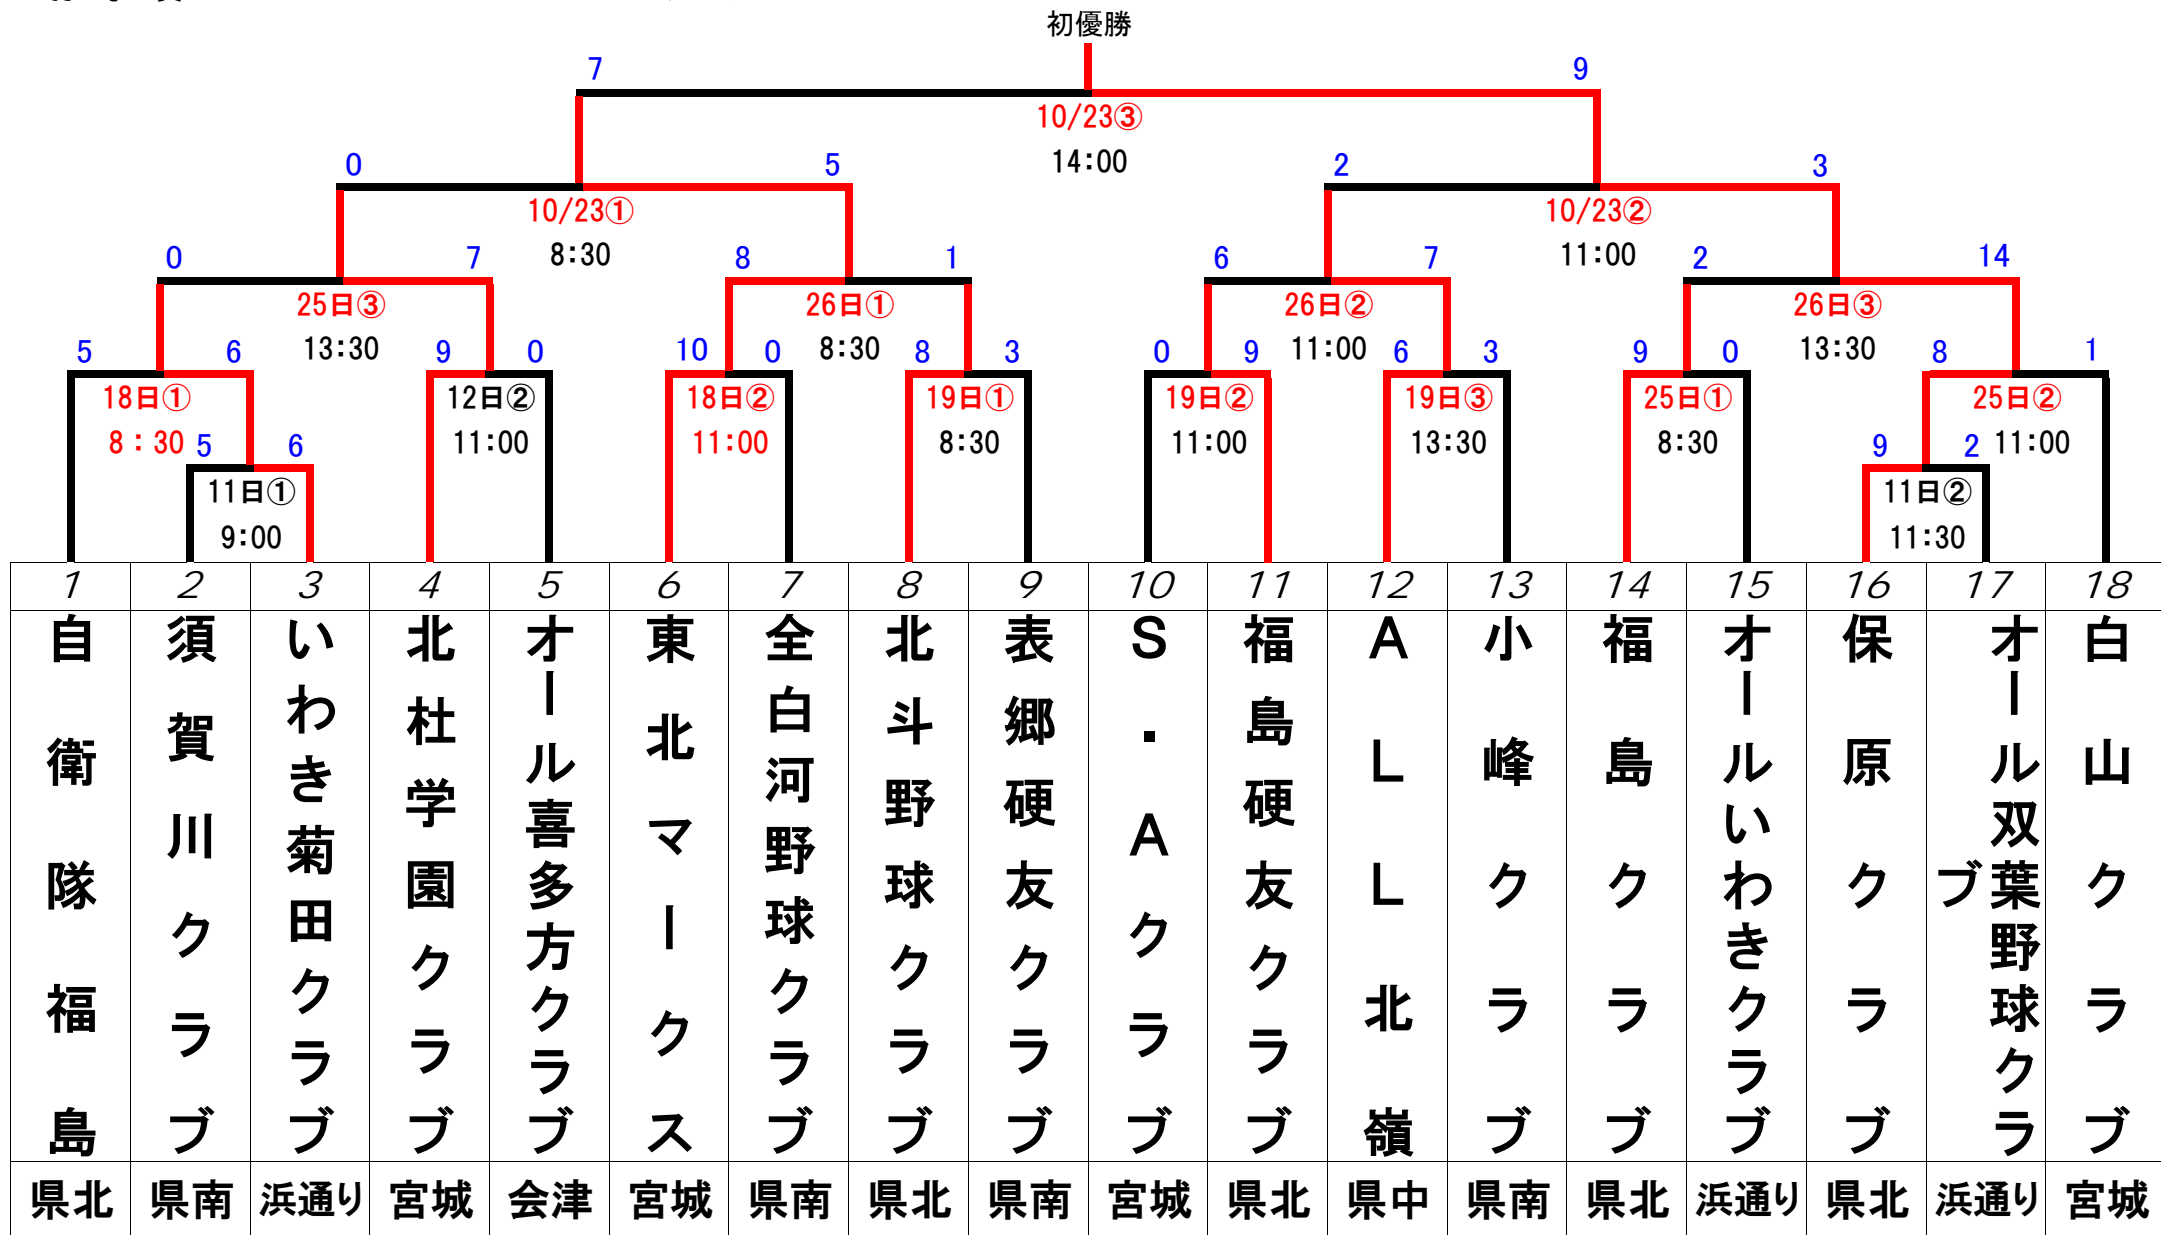 初優勝
7 9
10/23③
14:00
0 5 2 3
10/23① 10/23②
8:30 11:00
0 7 8 1 6 7 2 14
25日③ 26日① 26日② 26日③
13:30 8:30 11:00 13:30
5 6 9 0 10 0 8 3 0 9 6 3 9 0 8 1
18日① 12日② 18日② 19日① 19日② 19日③ 25日① 25日②
8：30 11:00 11:00 8:30 11:00 13:30 8:30 11:00
5 6 9 2
11日① 11日②
9:00 11:30
1 2 3 4 5 6 7 8 9 10 11 12 13 14 15 16 17 18
自衛隊福島
須賀川クラブ
いわき菊田クラブ
北杜学園クラブ
オール喜多方クラブ
東北マークス
全白河野球クラブ
北斗野球クラブ
表郷硬友クラブ
S.Aクラブ
福島硬友クラブ
ALL北嶺
小峰クラブ
福島クラブ
オールいわきクラブ
保原クラブ
オール双葉野球クラ
ブ
白山クラブ
県北 県南 浜通り 宮城 会津 宮城 県南 県北 県南 宮城 県北 県中 県南 県北 浜通り 県北 浜通り 宮城